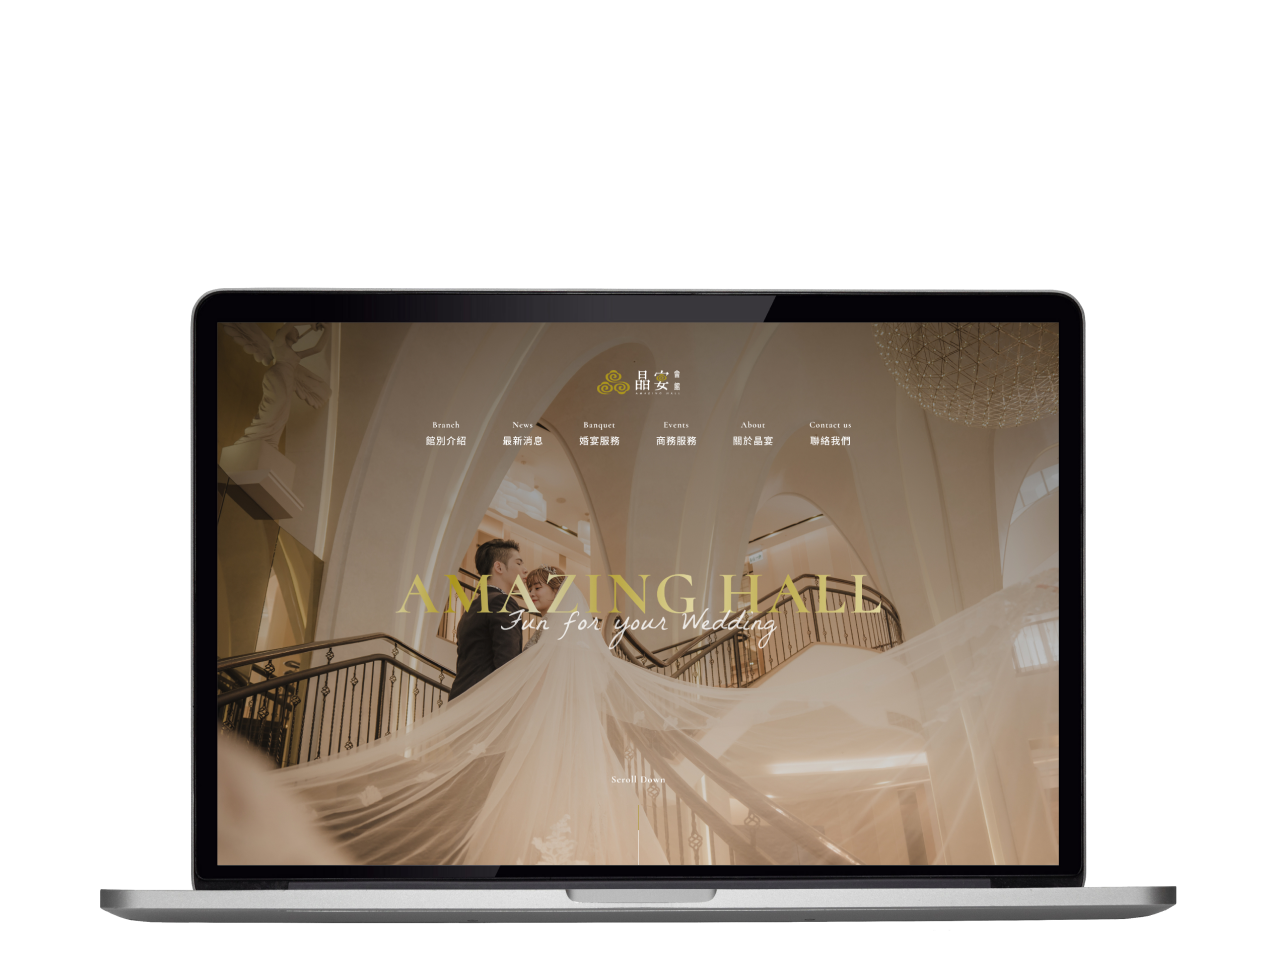 晶宴會館
AMAZING HALL
Branch News Banquet Events About Contact us
館別介紹 最新消息 婚宴服務 商務服務 關於晶宴 聯絡我們
AMAZING HALL
Fun for your Wedding
Scroll Down